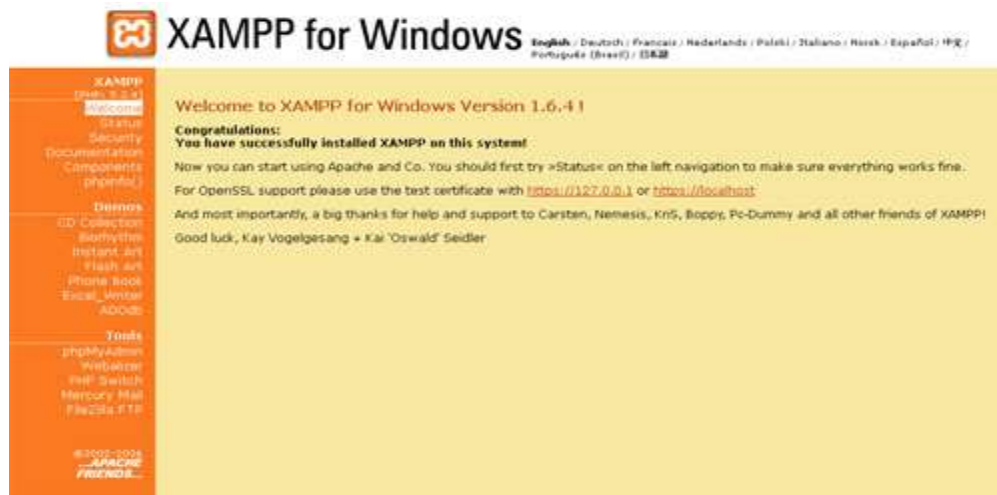 XAMPP for Windows
English / Deutsch / Francais / Nederlands / Polski / Italiano / Norsk / Español / 中文 /
Português (Brasil) / 日本語
XAMPP
[PHP: 5.2.4]
Welcome
Status
Security
Documentation
Components
phpinfo()
Demos
CD Collection
Biorhythm
Instant Art
Flash Art
Phone Book
Excel_Writer
ADOdb
Tools
phpMyAdmin
Webalizer
PHP Switch
Mercury Mail
FileZilla FTP
©2002-2006
...APACHE
FRIENDS...
Welcome to XAMPP for Windows Version 1.6.4 !
Congratulations:
You have successfully installed XAMPP on this system!
Now you can start using Apache and Co. You should first try »Status« on the left navigation to make sure everything works fine.
For OpenSSL support please use the test certificate with https://127.0.0.1 or https://localhost
And most importantly, a big thanks for help and support to Carsten, Nemesis, KriS, Boppy, Pc-Dummy and all other friends of XAMPP!
Good luck, Kay Vogelgesang + Kai 'Oswald' Seidler